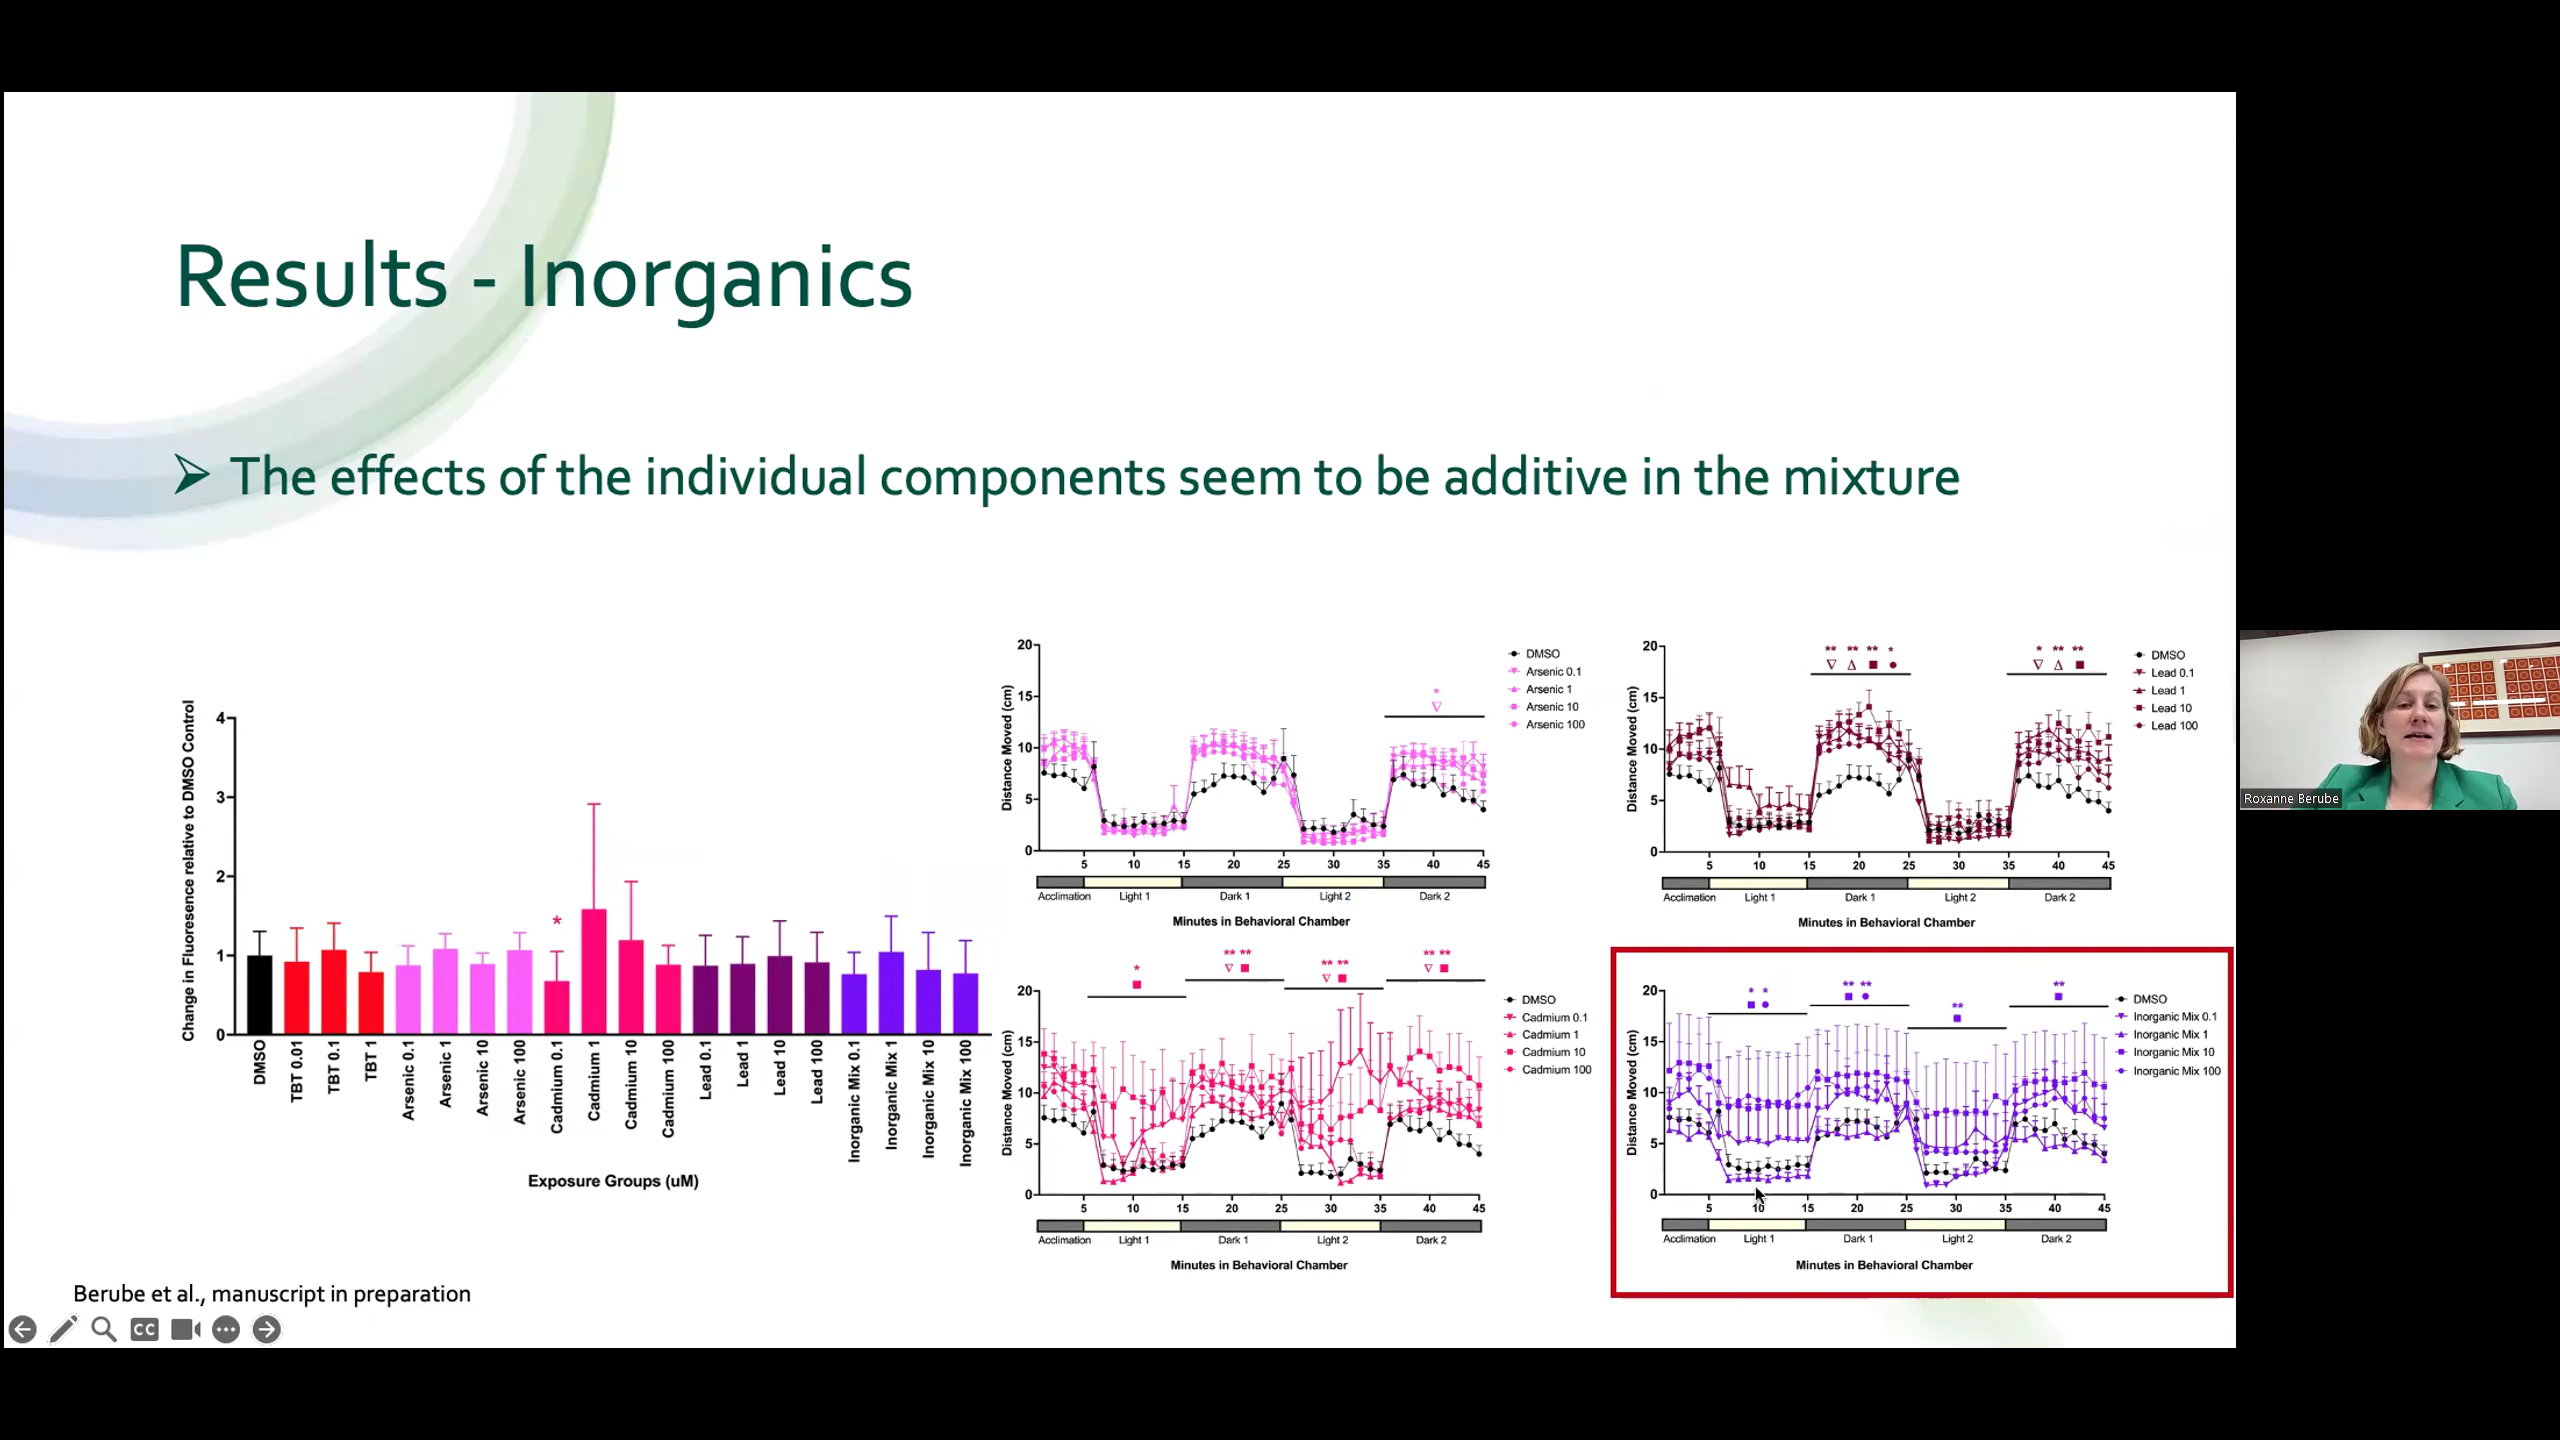 Results - Inorganics
➢ The effects of the individual components seem to be additive in the mixture
Change in Fluoresence relative to DMSO Control
4
3
2
1
0
*
DMSO
TBT 0.01
TBT 0.1
TBT 1
Arsenic 0.1
Arsenic 1
Arsenic 10
Arsenic 100
Cadmium 0.1
Cadmium 1
Cadmium 10
Cadmium 100
Lead 0.1
Lead 1
Lead 10
Lead 100
Inorganic Mix 0.1
Inorganic Mix 1
Inorganic Mix 10
Inorganic Mix 100
Exposure Groups (uM)
Distance Moved (cm)
20
15
10
5
0
*
DMSO
Arsenic 0.1
Arsenic 1
Arsenic 10
Arsenic 100
5 10 15 20 25 30 35 40 45
Acclimation Light 1 Dark 1 Light 2 Dark 2
Minutes in Behavioral Chamber
Distance Moved (cm)
20
15
10
5
0
** ** ** *
* ** **
DMSO
Lead 0.1
Lead 1
Lead 10
Lead 100
5 10 15 20 25 30 35 40 45
Acclimation Light 1 Dark 1 Light 2 Dark 2
Minutes in Behavioral Chamber
Distance Moved (cm)
20
15
10
5
0
*
** **
** **
** **
DMSO
Cadmium 0.1
Cadmium 1
Cadmium 10
Cadmium 100
5 10 15 20 25 30 35 40 45
Acclimation Light 1 Dark 1 Light 2 Dark 2
Minutes in Behavioral Chamber
Distance Moved (cm)
20
15
10
5
0
* *
** **
**
**
DMSO
Inorganic Mix 0.1
Inorganic Mix 1
Inorganic Mix 10
Inorganic Mix 100
5 10 15 20 25 30 35 40 45
Acclimation Light 1 Dark 1 Light 2 Dark 2
Minutes in Behavioral Chamber
Berube et al., manuscript in preparation
CC
Roxanne Berube